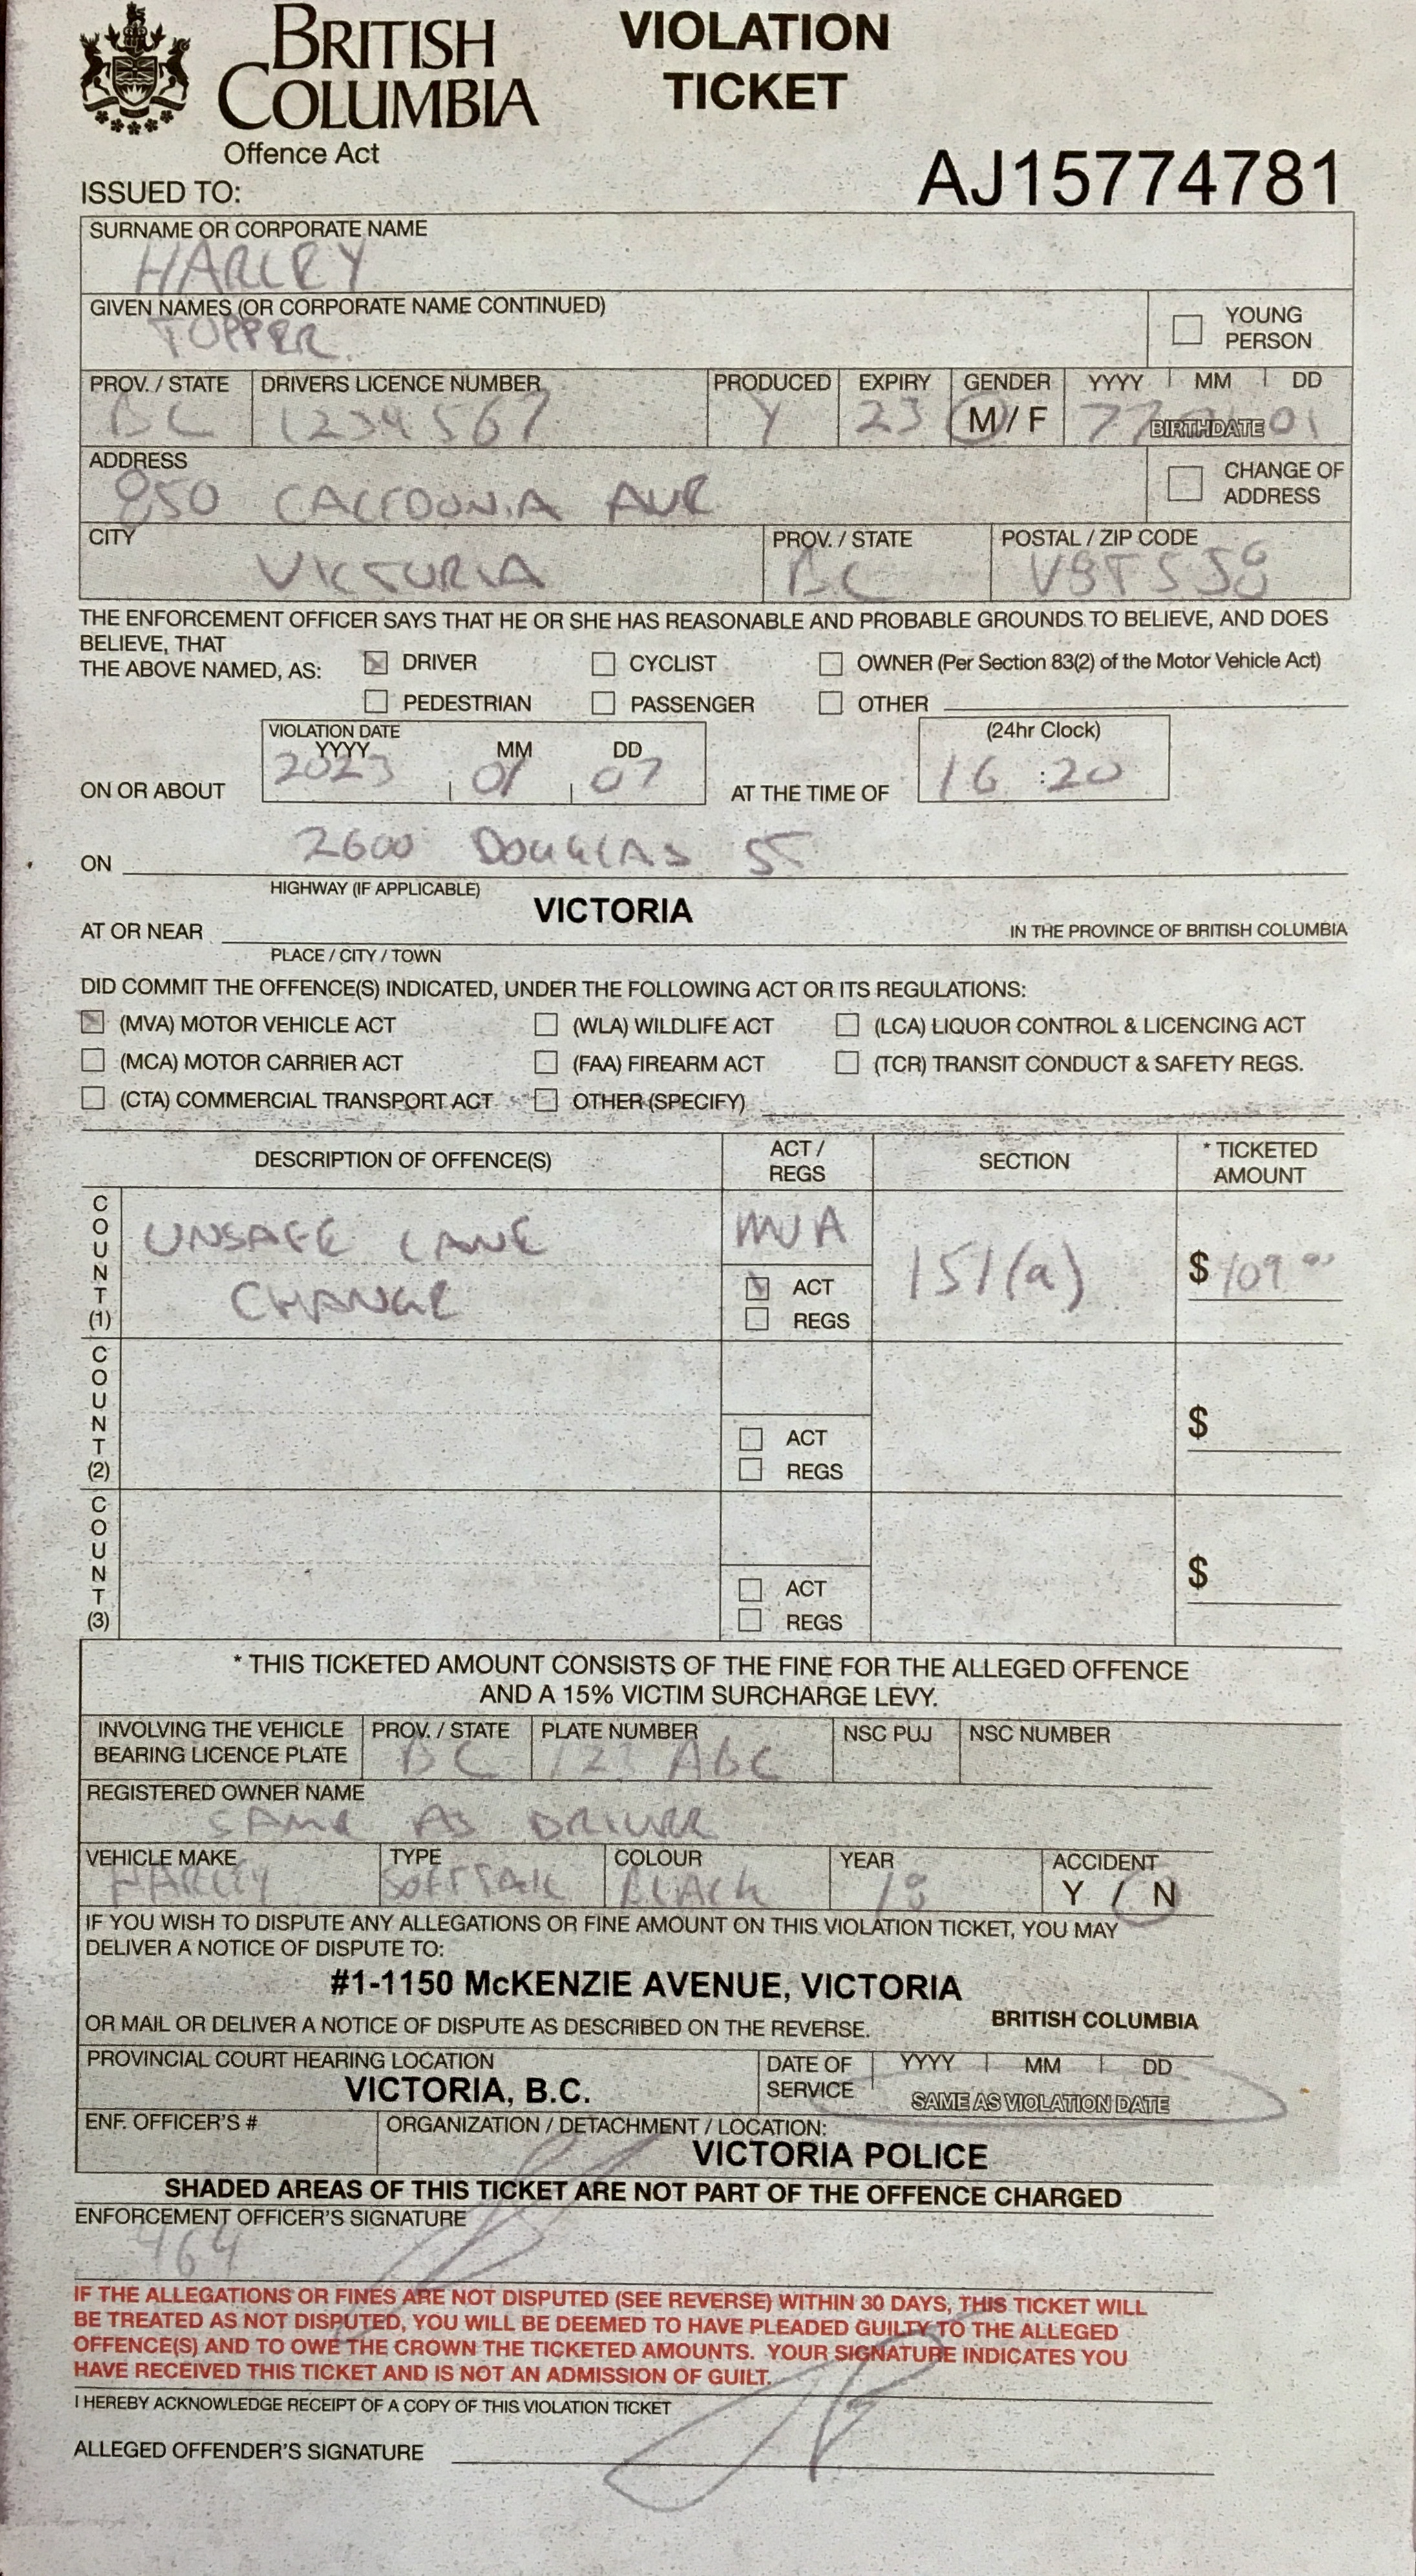 BRITISH COLUMBIA
Offence Act
VIOLATION TICKET
AJ15774781
ISSUED TO:
SURNAME OR CORPORATE NAME
HARLEY
GIVEN NAMES (OR CORPORATE NAME CONTINUED)
TOPPER
YOUNG PERSON
PROV. / STATE DRIVERS LICENCE NUMBER PRODUCED EXPIRY GENDER YYYY MM DD
BC 1234567 Y 23 M / F 77 BIRTHDATE 01
ADDRESS
850 CALEDONIA AVE
CHANGE OF ADDRESS
CITY PROV. / STATE POSTAL / ZIP CODE
VICTORIA BC
THE ENFORCEMENT OFFICER SAYS THAT HE OR SHE HAS REASONABLE AND PROBABLE GROUNDS TO BELIEVE, AND DOES
BELIEVE, THAT
THE ABOVE NAMED, AS: DRIVER CYCLIST OWNER (Per Section 83(2) of the Motor Vehicle Act)
PEDESTRIAN PASSENGER OTHER
VIOLATION DATE (24hr Clock)
YYYY MM DD
ON OR ABOUT 2023 01 07 AT THE TIME OF 16:20
ON 2600 DOUGLAS ST
HIGHWAY (IF APPLICABLE)
AT OR NEAR VICTORIA IN THE PROVINCE OF BRITISH COLUMBIA
PLACE / CITY / TOWN
DID COMMIT THE OFFENCE(S) INDICATED, UNDER THE FOLLOWING ACT OR ITS REGULATIONS:
(MVA) MOTOR VEHICLE ACT (WLA) WILDLIFE ACT (LCA) LIQUOR CONTROL & LICENCING ACT
(MCA) MOTOR CARRIER ACT (FAA) FIREARM ACT (TCR) TRANSIT CONDUCT & SAFETY REGS.
(CTA) COMMERCIAL TRANSPORT ACT OTHER (SPECIFY)
DESCRIPTION OF OFFENCE(S) ACT / REGS SECTION * TICKETED AMOUNT
COUNT (1) UNSAFE LANE CHANGE MVA ACT REGS 151(a) $ 109 00
COUNT (2) ACT REGS $
COUNT (3) ACT REGS $
* THIS TICKETED AMOUNT CONSISTS OF THE FINE FOR THE ALLEGED OFFENCE
AND A 15% VICTIM SURCHARGE LEVY.
INVOLVING THE VEHICLE BEARING LICENCE PLATE PROV. / STATE PLATE NUMBER NSC PUJ NSC NUMBER
BC 123 ABC
REGISTERED OWNER NAME
SAME AS DRIVER
VEHICLE MAKE TYPE COLOUR YEAR ACCIDENT
HARLEY SOFTTAIL BLACK 18 Y / N
IF YOU WISH TO DISPUTE ANY ALLEGATIONS OR FINE AMOUNT ON THIS VIOLATION TICKET, YOU MAY
DELIVER A NOTICE OF DISPUTE TO:
#1-1150 McKENZIE AVENUE, VICTORIA
BRITISH COLUMBIA
OR MAIL OR DELIVER A NOTICE OF DISPUTE AS DESCRIBED ON THE REVERSE.
PROVINCIAL COURT HEARING LOCATION
VICTORIA, B.C.
DATE OF SERVICE YYYY MM DD
SAME AS VIOLATION DATE
ENF. OFFICER'S # ORGANIZATION / DETACHMENT / LOCATION:
VICTORIA POLICE
SHADED AREAS OF THIS TICKET ARE NOT PART OF THE OFFENCE CHARGED
ENFORCEMENT OFFICER'S SIGNATURE
464
IF THE ALLEGATIONS OR FINES ARE NOT DISPUTED (SEE REVERSE) WITHIN 30 DAYS, THIS TICKET WILL
BE TREATED AS NOT DISPUTED, YOU WILL BE DEEMED TO HAVE PLEADED GUILTY TO THE ALLEGED
OFFENCE(S) AND TO OWE THE CROWN THE TICKETED AMOUNTS. YOUR SIGNATURE INDICATES YOU
HAVE RECEIVED THIS TICKET AND IS NOT AN ADMISSION OF GUILT.
I HEREBY ACKNOWLEDGE RECEIPT OF A COPY OF THIS VIOLATION TICKET
ALLEGED OFFENDER'S SIGNATURE